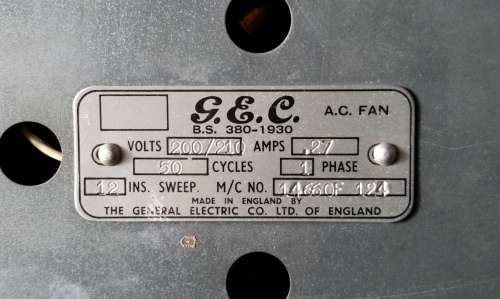 G.E.C. A.C. FAN
B.S. 380-1930
VOLTS 200/210 AMPS .27
50 CYCLES 1 PHASE
12 INS. SWEEP. M/C NO. 124
MADE IN ENGLAND BY
THE GENERAL ELECTRIC CO. LTD. OF ENGLAND